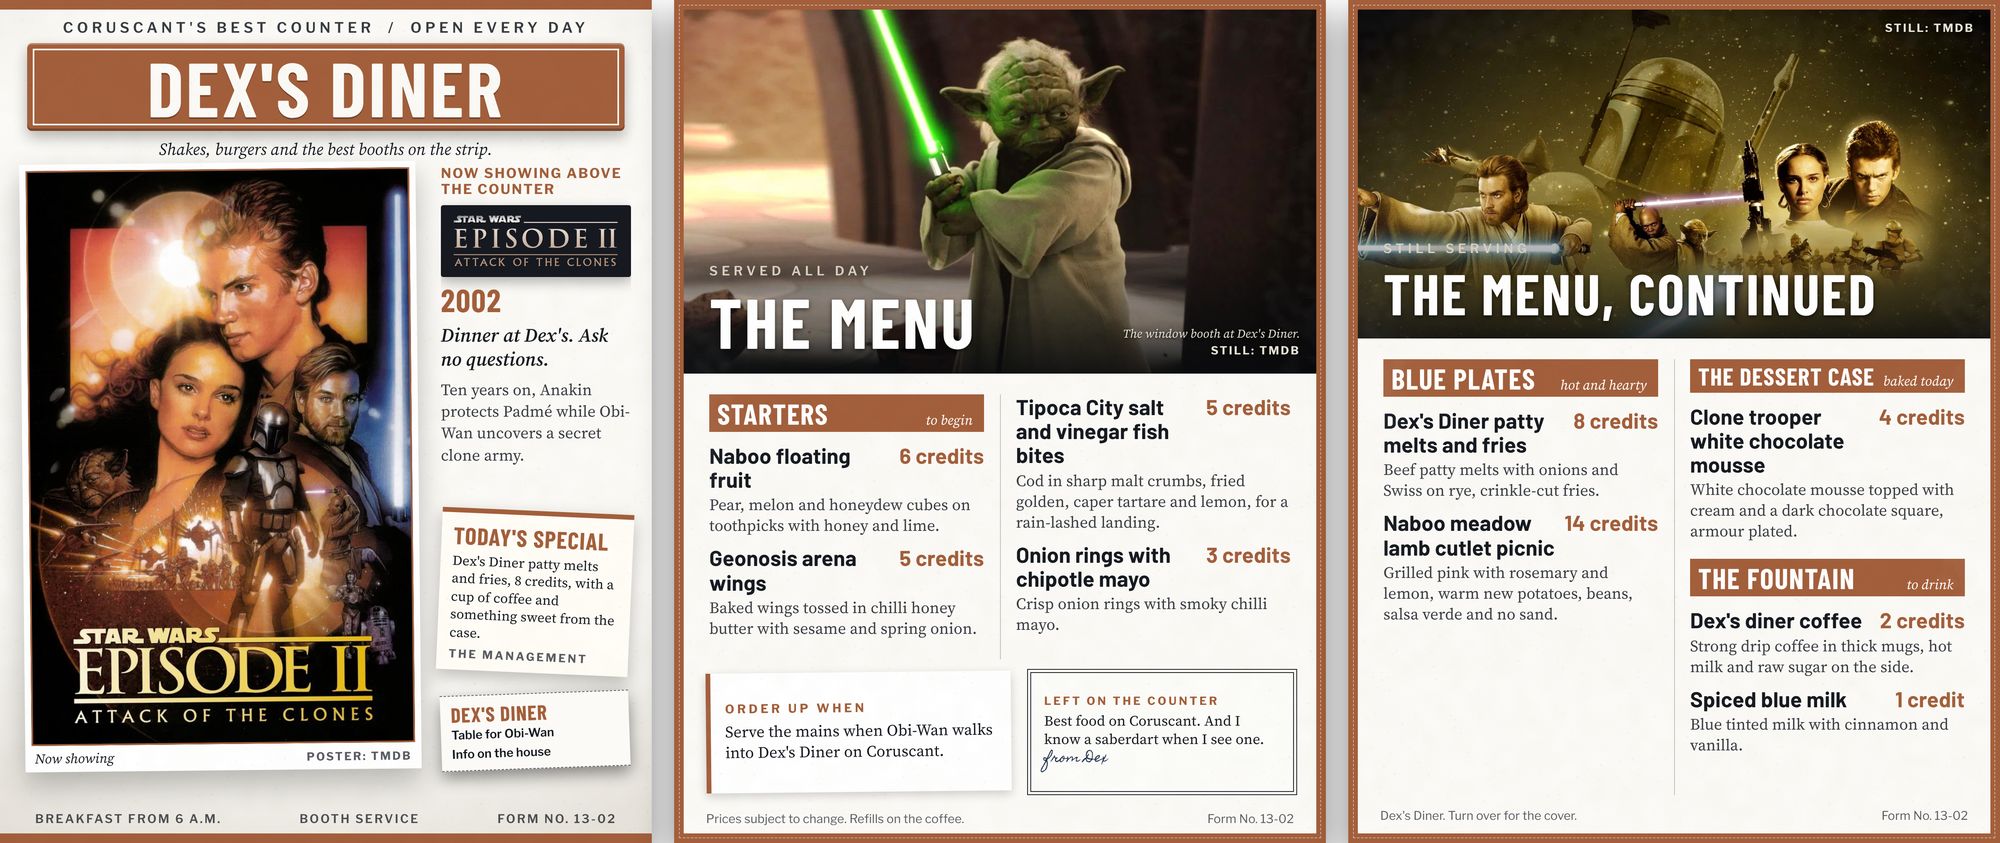 CORUSCANT'S BEST COUNTER / OPEN EVERY DAY
DEX'S DINER
Shakes, burgers and the best booths on the strip.
STAR WARS
EPISODE II
ATTACK OF THE CLONES
Now showing
POSTER: TMDB
NOW SHOWING ABOVE
THE COUNTER
STAR WARS
EPISODE II
ATTACK OF THE CLONES
2002
Dinner at Dex's. Ask
no questions.
Ten years on, Anakin
protects Padmé while Obi-
Wan uncovers a secret
clone army.
TODAY'S SPECIAL
Dex's Diner patty melts
and fries, 8 credits, with a
cup of coffee and
something sweet from the
case.
THE MANAGEMENT
DEX'S DINER
Table for Obi-Wan
Info on the house
BREAKFAST FROM 6 A.M.
BOOTH SERVICE
FORM NO. 13-02
SERVED ALL DAY
THE MENU
The window booth at Dex's Diner.
STILL: TMDB
STARTERS to begin
Naboo floating 6 credits
fruit
Pear, melon and honeydew cubes on
toothpicks with honey and lime.
Geonosis arena 5 credits
wings
Baked wings tossed in chilli honey
butter with sesame and spring onion.
Tipoca City salt 5 credits
and vinegar fish
bites
Cod in sharp malt crumbs, fried
golden, caper tartare and lemon, for a
rain-lashed landing.
Onion rings with 3 credits
chipotle mayo
Crisp onion rings with smoky chilli
mayo.
ORDER UP WHEN
Serve the mains when Obi-Wan walks
into Dex's Diner on Coruscant.
LEFT ON THE COUNTER
Best food on Coruscant. And I
know a saberdart when I see one.
from Dex
Prices subject to change. Refills on the coffee.
Form No. 13-02
STILL: TMDB
STILL SERVING
THE MENU, CONTINUED
BLUE PLATES hot and hearty
Dex's Diner patty 8 credits
melts and fries
Beef patty melts with onions and
Swiss on rye, crinkle-cut fries.
Naboo meadow 14 credits
lamb cutlet picnic
Grilled pink with rosemary and
lemon, warm new potatoes, beans,
salsa verde and no sand.
THE DESSERT CASE baked today
Clone trooper 4 credits
white chocolate
mousse
White chocolate mousse topped with
cream and a dark chocolate square,
armour plated.
THE FOUNTAIN to drink
Dex's diner coffee 2 credits
Strong drip coffee in thick mugs, hot
milk and raw sugar on the side.
Spiced blue milk 1 credit
Blue tinted milk with cinnamon and
vanilla.
Dex's Diner. Turn over for the cover.
Form No. 13-02